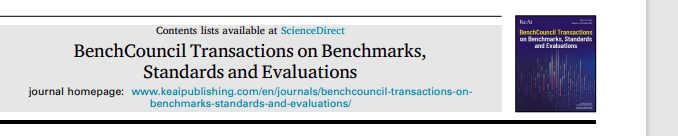 Contents lists available at ScienceDirect
BenchCouncil Transactions on Benchmarks,
Standards and Evaluations
journal homepage: www.keaipublishing.com/en/journals/benchcouncil-transactions-on-
benchmarks-standards-and-evaluations/
KeAi
BenchCouncil Transactions
on Benchmarks, Standards
and Evaluations